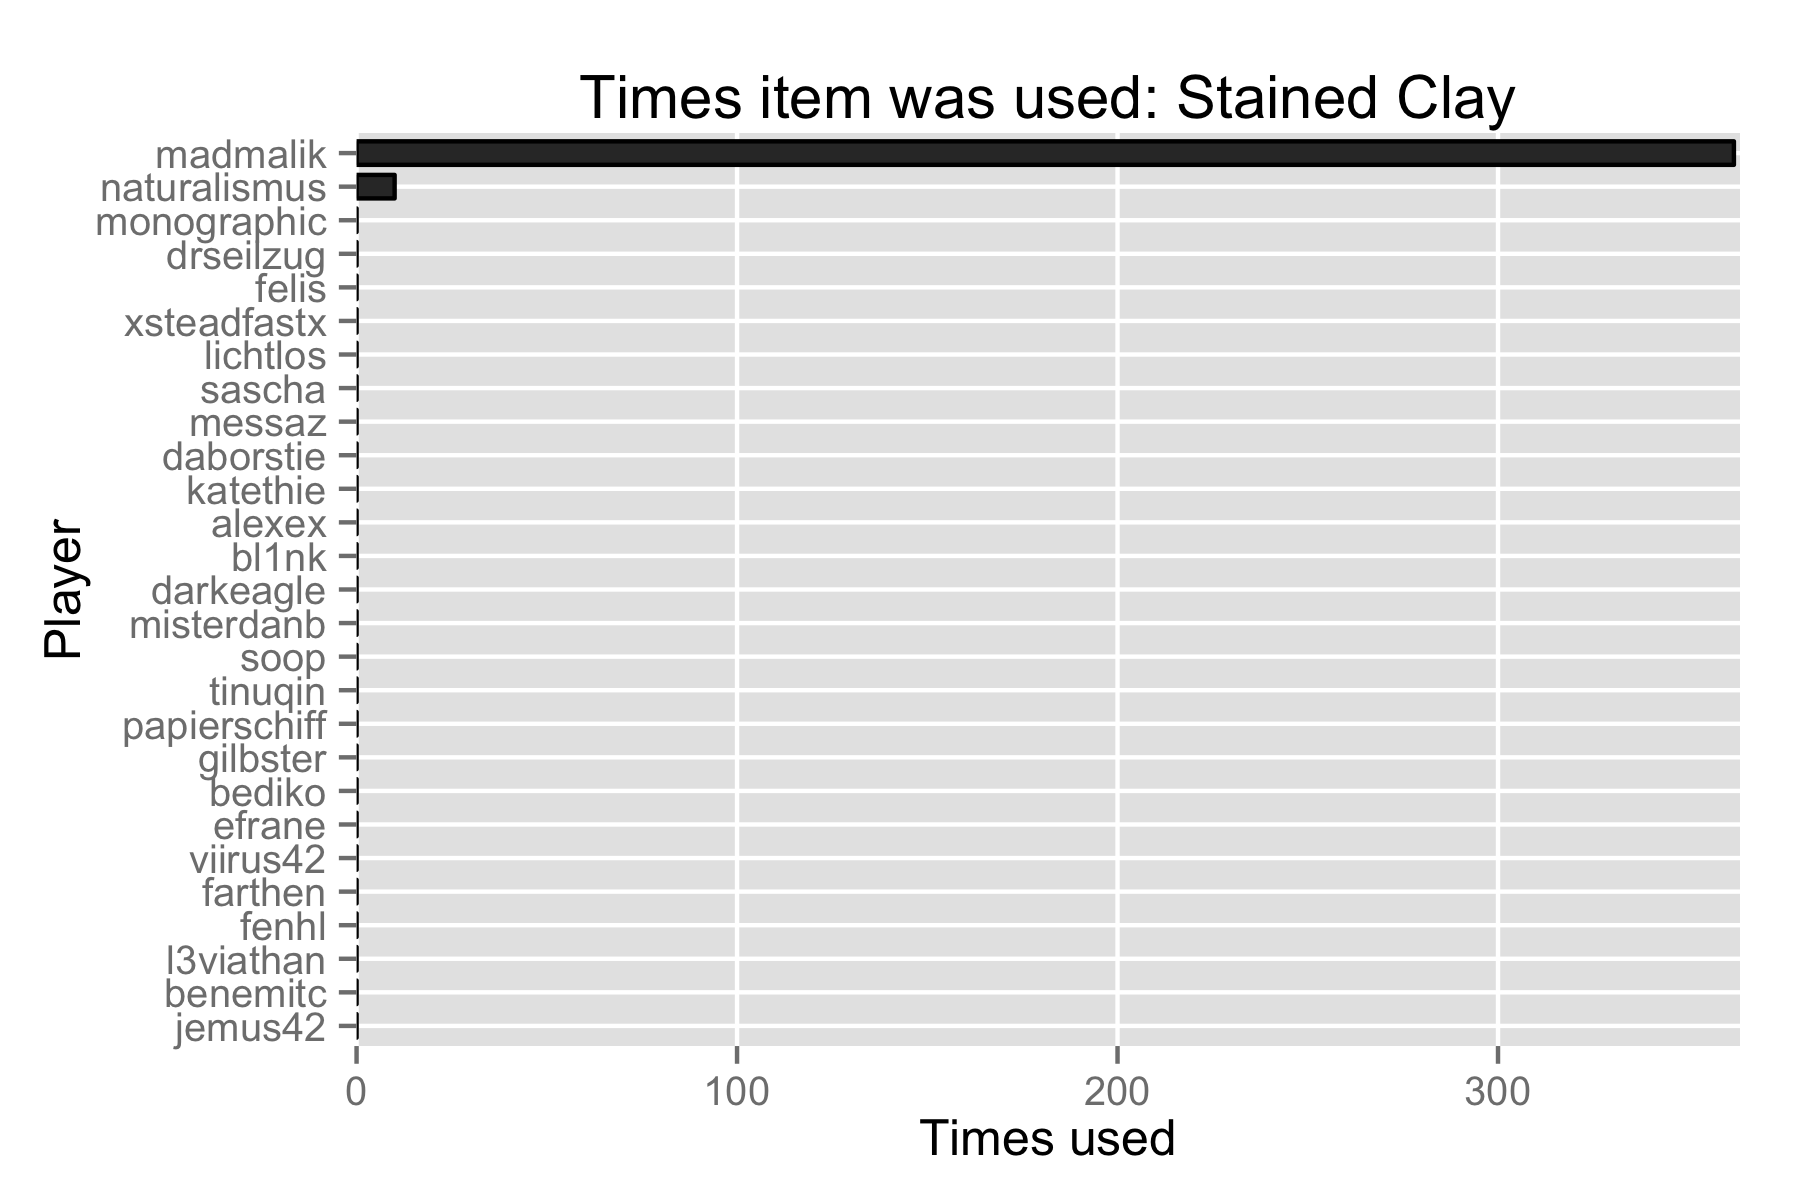 Times item was used: Stained Clay
madmalik
naturalismus
monographic
drseilzug
felis
xsteadfastx
lichtlos
sascha
messaz
daborstie
katethie
alexex
bl1nk
darkeagle
misterdanb
soop
tinuqin
papierschiff
gilbster
bediko
efrane
viirus42
farthen
fenhl
l3viathan
benemitc
jemus42
Player
0 100 200 300
Times used